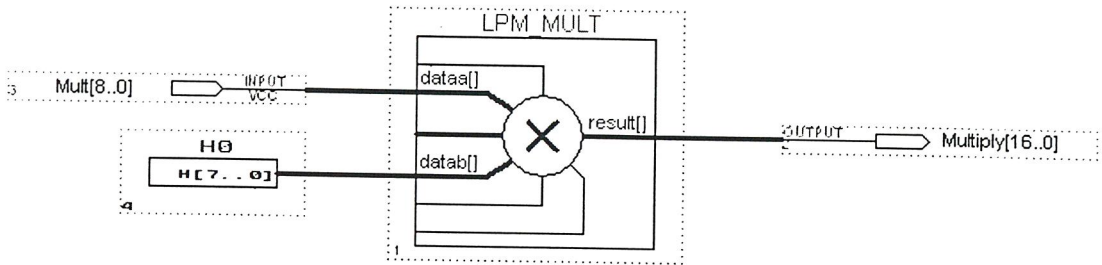 LPM_MULT
3
Mult[8..0]
INPUT
VCC
dataa[]
result[]
OUTPUT
Multiply[16..0]
H0
H[7..0]
datab[]
4
1